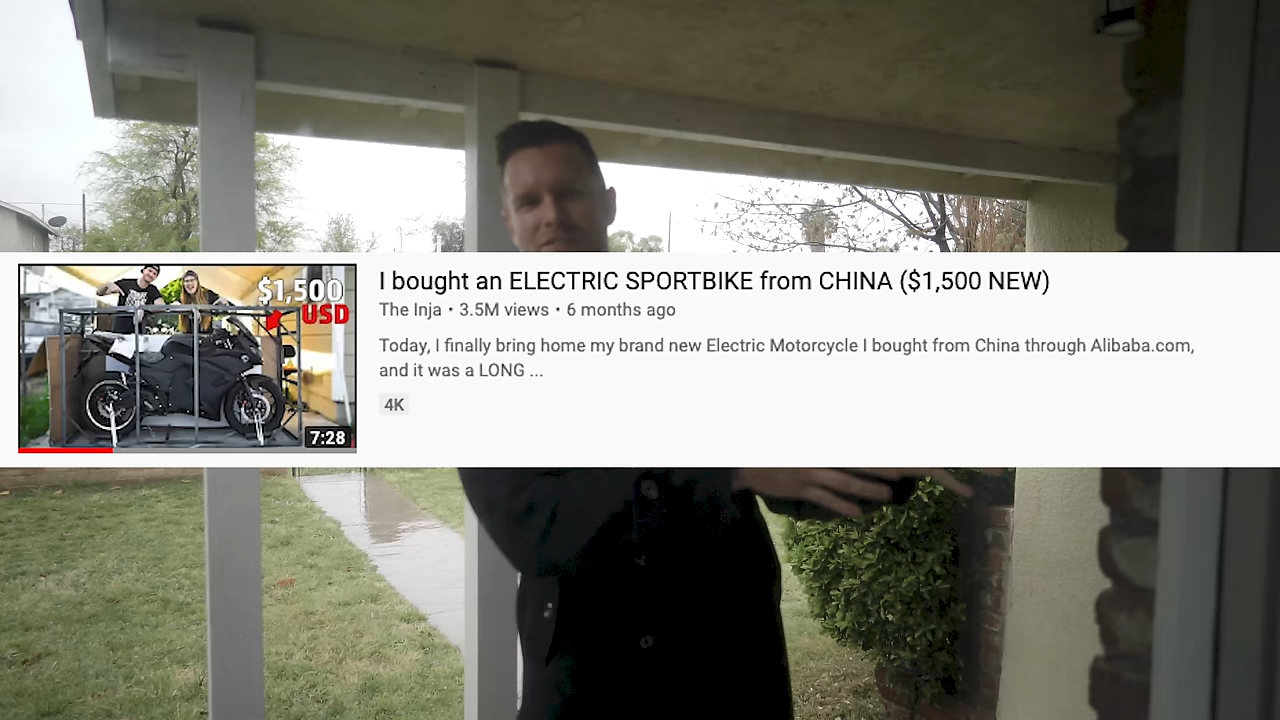 $1,500
USD
7:28
I bought an ELECTRIC SPORTBIKE from CHINA ($1,500 NEW)
The Inja • 3.5M views • 6 months ago
Today, I finally bring home my brand new Electric Motorcycle I bought from China through Alibaba.com,
and it was a LONG ...
4K